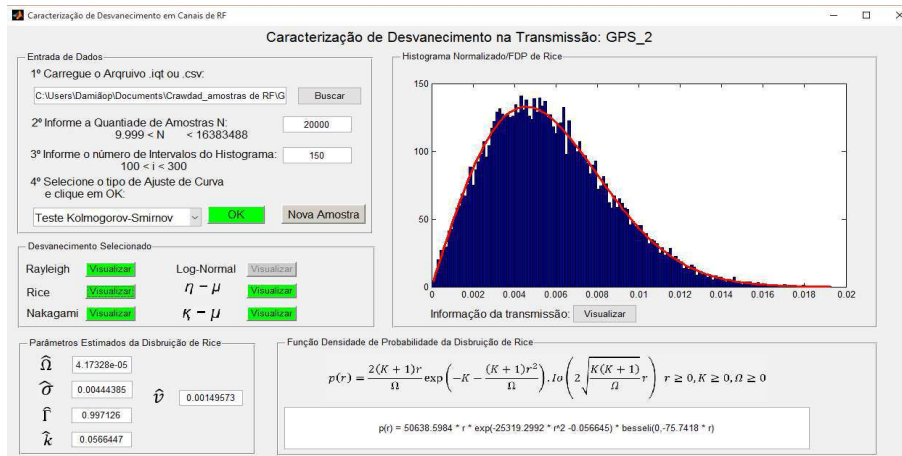 Caracterização de Desvanecimento em Canais de RF
Caracterização de Desvanecimento na Transmissão: GPS_2
Entrada de Dados
1º Carregue o Arqruivo .iqt ou .csv:
C:\Users\Damiãop\Documents\Crawdad_amostras de RF\G
Buscar
2º Informe a Quantiade de Amostras N:
20000
9.999 < N < 16383488
3º Informe o número de Intervalos do Histograma:
150
100 < i < 300
4º Selecione o tipo de Ajuste de Curva
e clique em OK:
Teste Kolmogorov-Smirnov
OK
Nova Amostra
Desvanecimento Selecionado
Rayleigh Visualizar Log-Normal Visualizar
Rice Visualizar η − μ Visualizar
Nakagami Visualizar κ − μ Visualizar
Histograma Normalizado/FDP de Rice
150
100
50
0
0 0.002 0.004 0.006 0.008 0.01 0.012 0.014 0.016 0.018 0.02
Informação da transmissão: Visualizar
Parâmetros Estimados da Disbruição de Rice
Ω̂ 4.17328e-05
σ̂ 0.00444385
ν̂ 0.00149573
Γ̂ 0.997126
k̂ 0.0566447
Função Densidade de Probabilidade da Disbruição de Rice
p(r) = 2(K + 1)r/Ω exp(−K − (K + 1)r²/Ω). Io(2√(K(K + 1)/Ω) r) r ≥ 0, K ≥ 0, Ω ≥ 0
p(r) = 50638.5984 * r * exp(-25319.2992 * r^2 -0.056645) * besseli(0,-75.7418 * r)